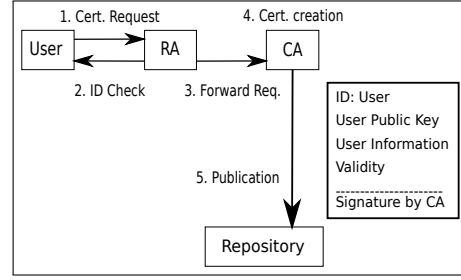 1. Cert. Request
4. Cert. creation
User
RA
CA
2. ID Check
3. Forward Req.
ID: User
User Public Key
User Information
Validity
----------------------
Signature by CA
5. Publication
Repository